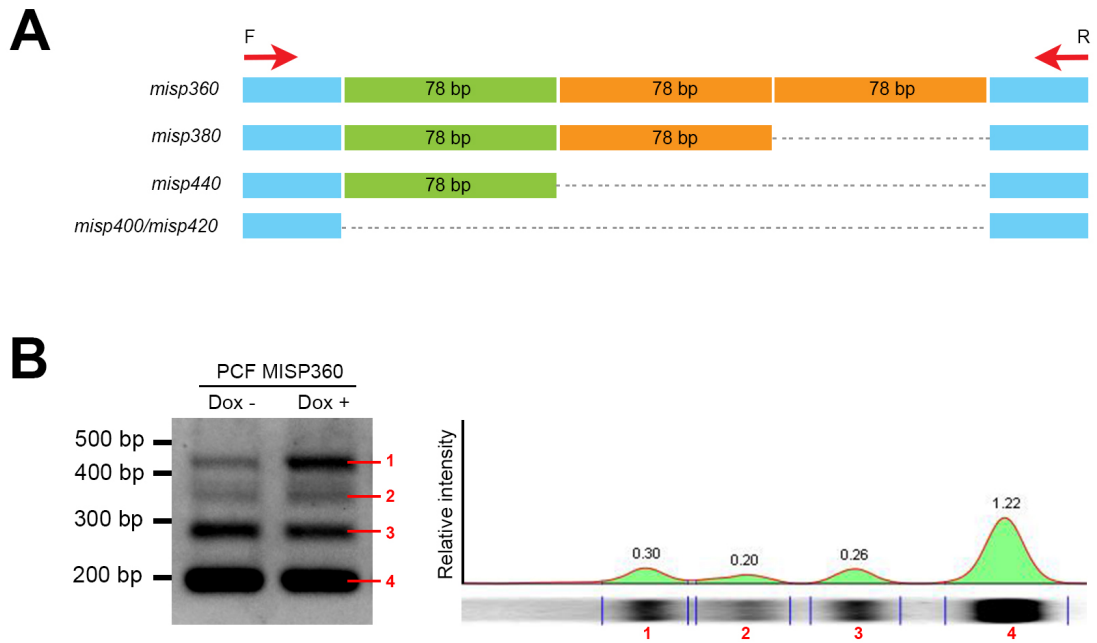 A
F
R
misp360
78 bp
78 bp
78 bp
misp380
78 bp
78 bp
misp440
78 bp
misp400/misp420
B
PCF MISP360
Dox - Dox +
500 bp
400 bp
300 bp
200 bp
1
2
3
4
Relative intensity
0.30
0.20
0.26
1.22
1
2
3
4